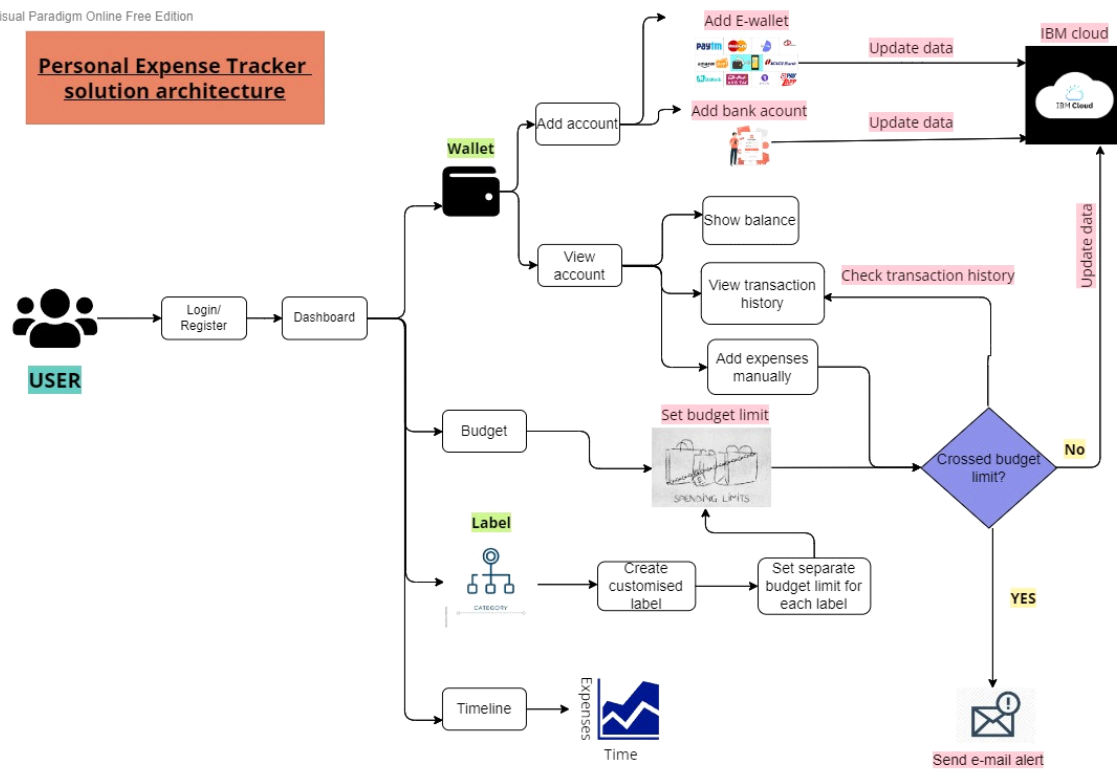 isual Paradigm Online Free Edition
Personal Expense Tracker
solution architecture
Add E-wallet
IBM cloud
paytm
amazon
Update data
IBM Cloud
Add account
Add bank acount
Update data
Wallet
Show balance
View
account
Update data
View transaction
history
Check transaction history
Login/
Register
Dashboard
Add expenses
manually
USER
Set budget limit
Budget
SPENDING LIMITS
Crossed budget
limit?
No
Label
CATEGORY
Create
customised
label
Set separate
budget limit for
each label
YES
Timeline
Expenses
Time
Send e-mail alert